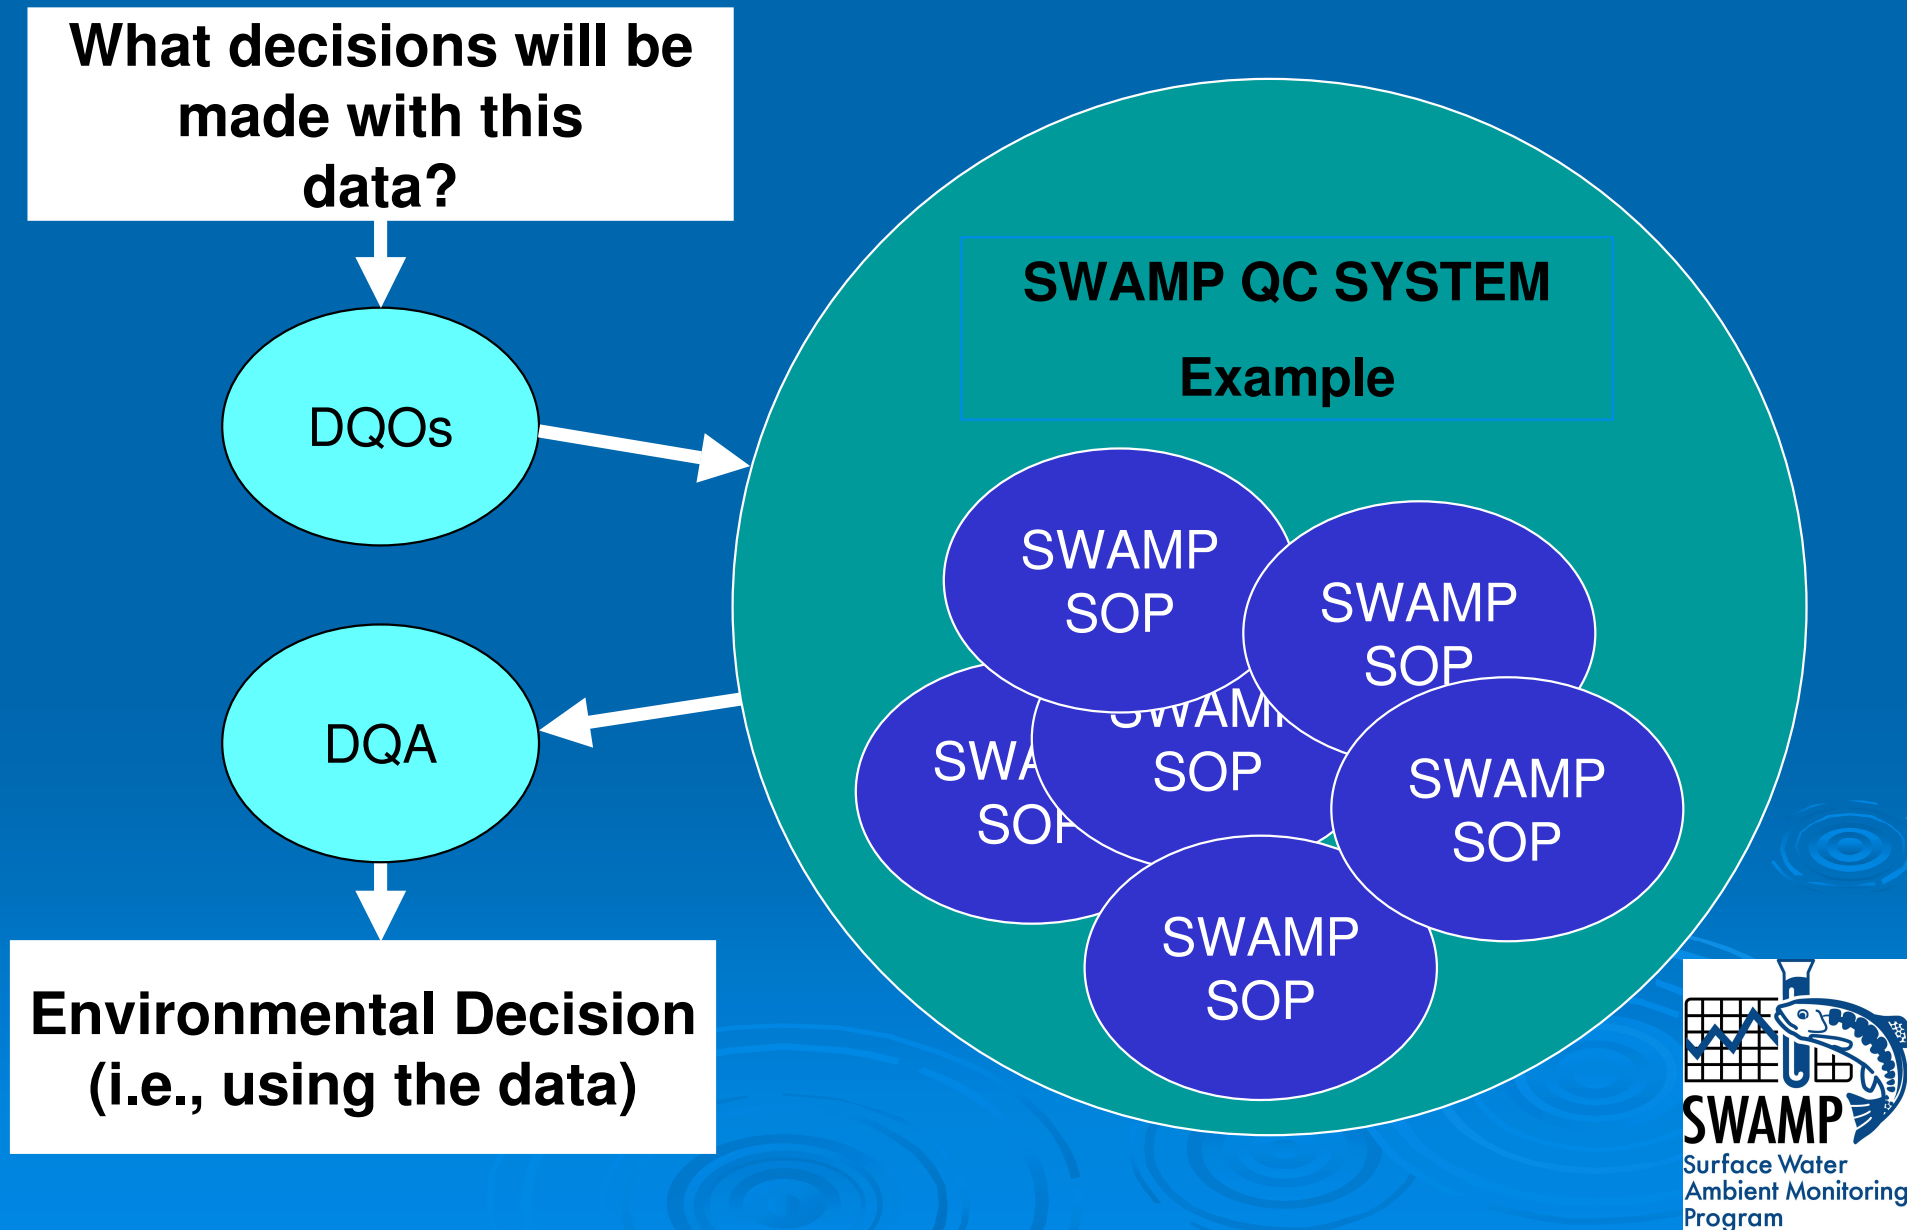 What decisions will be
made with this
data?
DQOs
DQA
Environmental Decision
(i.e., using the data)
SWAMP QC SYSTEM
Example
SWAMP
SOP
SWAMP
SOP
SOP
SWAMP
SOP
SWAMP
SOP
SWAMP
Surface Water
Ambient Monitoring
Program